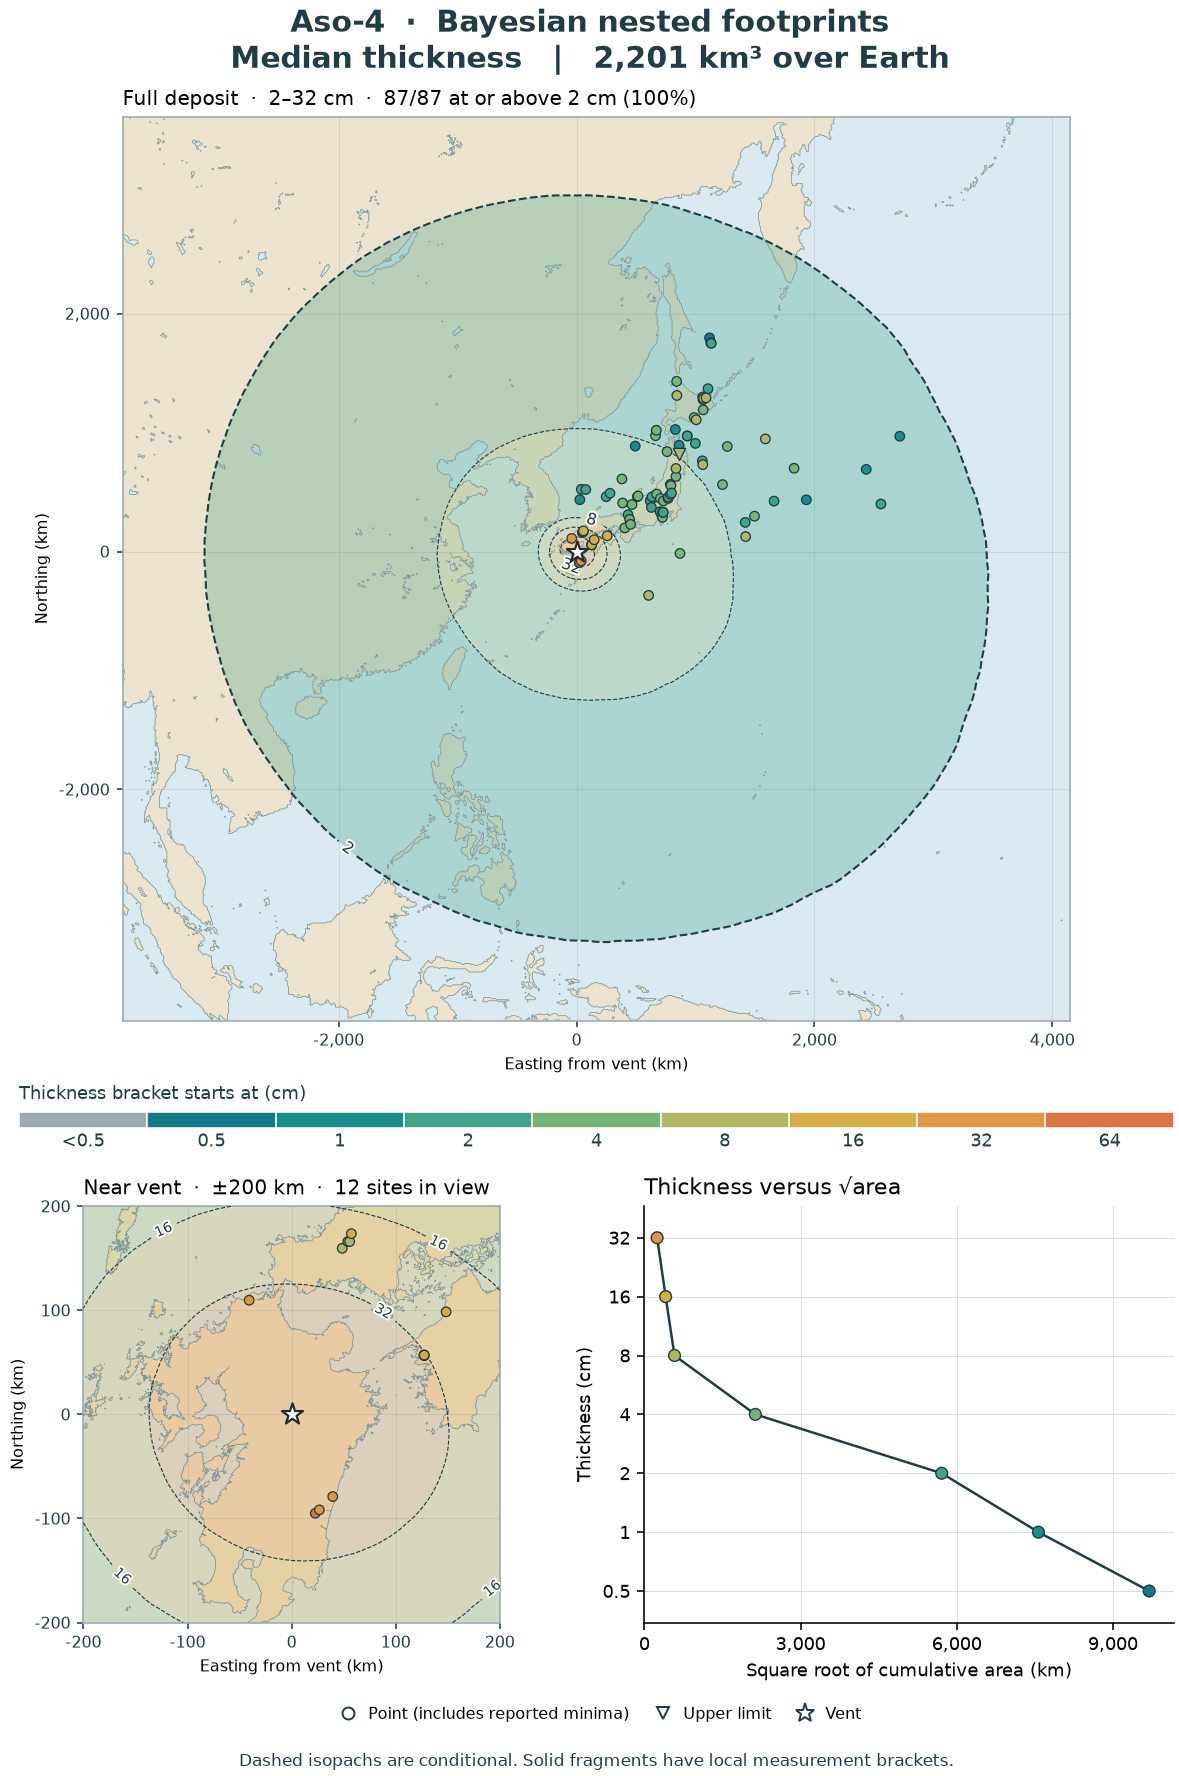 Aso-4  ·  Bayesian nested footprints
Median thickness   |   2,201 km³ over Earth
Full deposit  ·  2–32 cm  ·  87/87 at or above 2 cm (100%)
2,000
0
-2,000
Northing (km)
8
32
2
-2,000
0
2,000
4,000
Easting from vent (km)
Thickness bracket starts at (cm)
<0.5
0.5
1
2
4
8
16
32
64
Near vent  ·  ±200 km  ·  12 sites in view
200
100
0
-100
-200
Northing (km)
16
16
32
16
16
-200
-100
0
100
200
Easting from vent (km)
Thickness versus √area
32
16
8
4
2
1
0.5
Thickness (cm)
0
3,000
6,000
9,000
Square root of cumulative area (km)
Point (includes reported minima)
Upper limit
Vent
Dashed isopachs are conditional. Solid fragments have local measurement brackets.